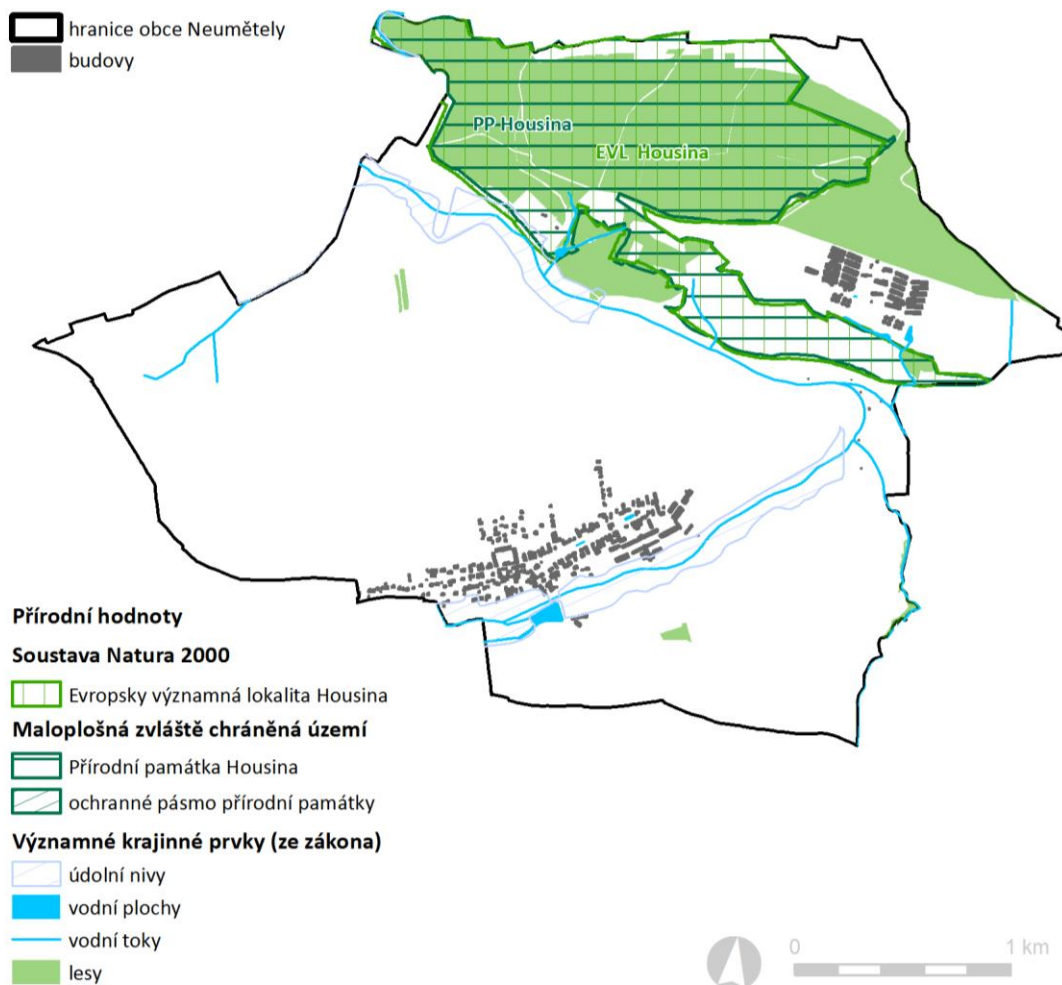 hranice obce Neumětely
budovy
PP Housina
EVL Housina
Přírodní hodnoty
Soustava Natura 2000
Evropsky významná lokalita Housina
Maloplošná zvláště chráněná území
Přírodní památka Housina
ochranné pásmo přírodní památky
Významné krajinné prvky (ze zákona)
údolní nivy
vodní plochy
vodní toky
lesy
0 1 km